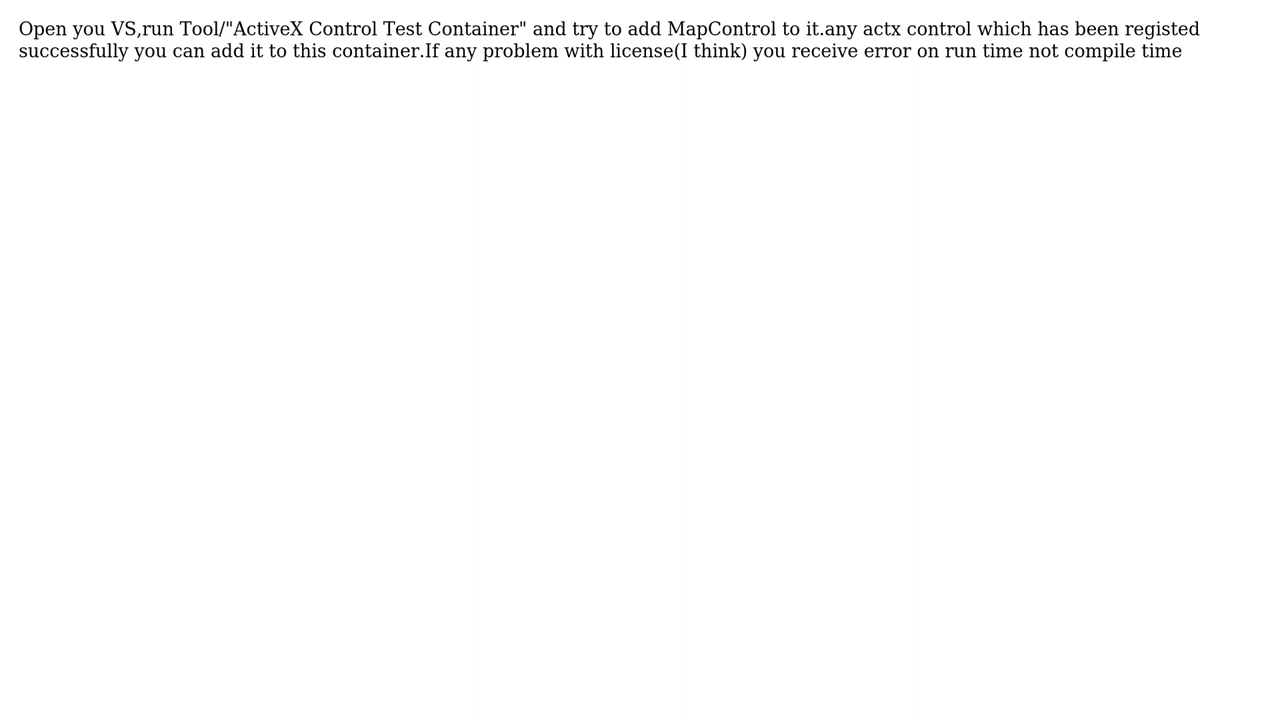 Open you VS,run Tool/"ActiveX Control Test Container" and try to add MapControl to it.any actx control which has been registed
successfully you can add it to this container.If any problem with license(I think) you receive error on run time not compile time